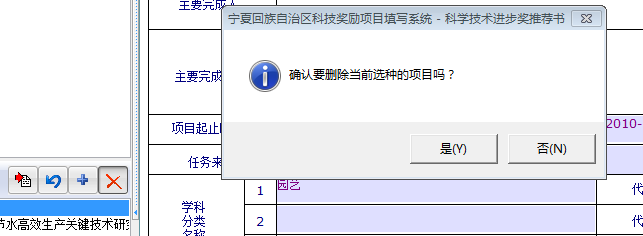 主要完成人
宁夏回族自治区科技奖励项目填写系统 - 科学技术进步奖推荐书
确认要删除当前选种的项目吗？
主要完成
项目起止
2010-
是(Y)
否(N)
任务来
1
园艺
代
学科
分类
名称
2
代
节水高效生产关键技术研